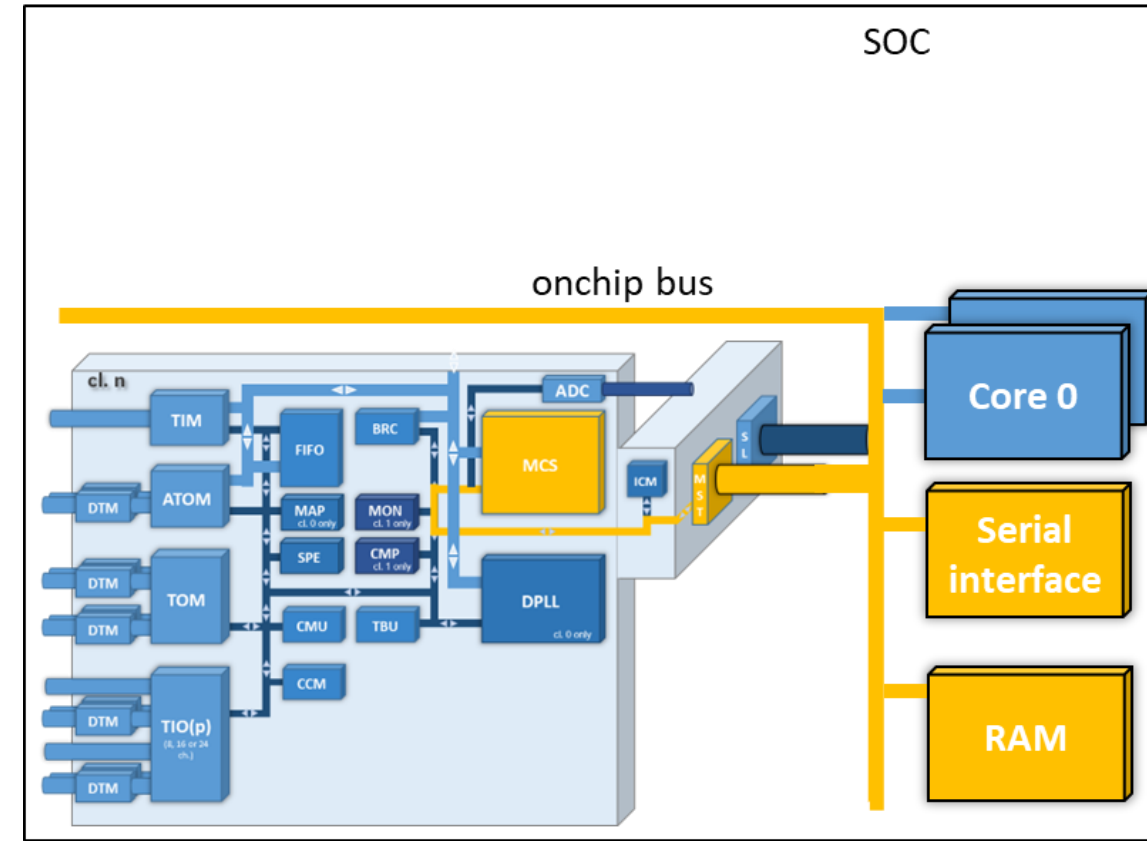 SOC
onchip bus
cl. n
TIM
FIFO
BRC
ADC
MCS
ATOM
DTM
MAP
cl. 0 only
MON
cl. 1 only
SPE
CMP
cl. 1 only
ICM
MST
SL
DTM
TOM
DTM
CMU
TBU
DPLL
cl. 0 only
CCM
TIO(p)
(8, 16 or 24
ch.)
DTM
DTM
Core 0
Serial
interface
RAM